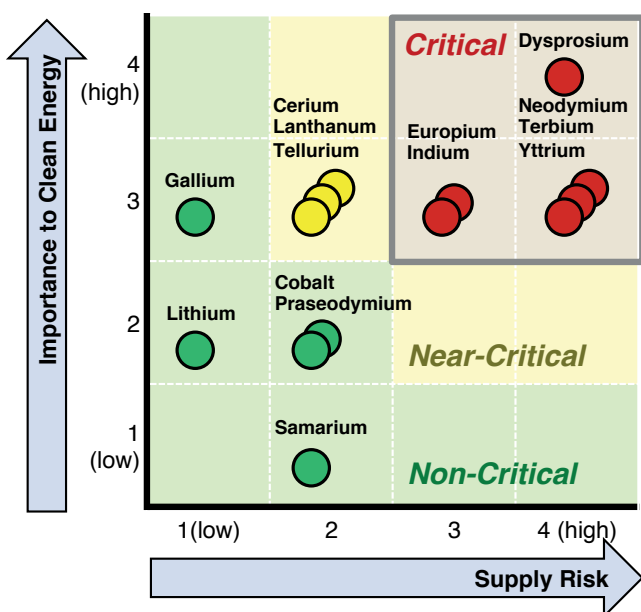 Importance to Clean Energy
4
(high)
3
2
1
(low)
Critical
Dysprosium
Cerium
Lanthanum
Tellurium
Europium
Indium
Neodymium
Terbium
Yttrium
Gallium
Lithium
Cobalt
Praseodymium
Near-Critical
Samarium
Non-Critical
1(low)
2
3
4 (high)
Supply Risk